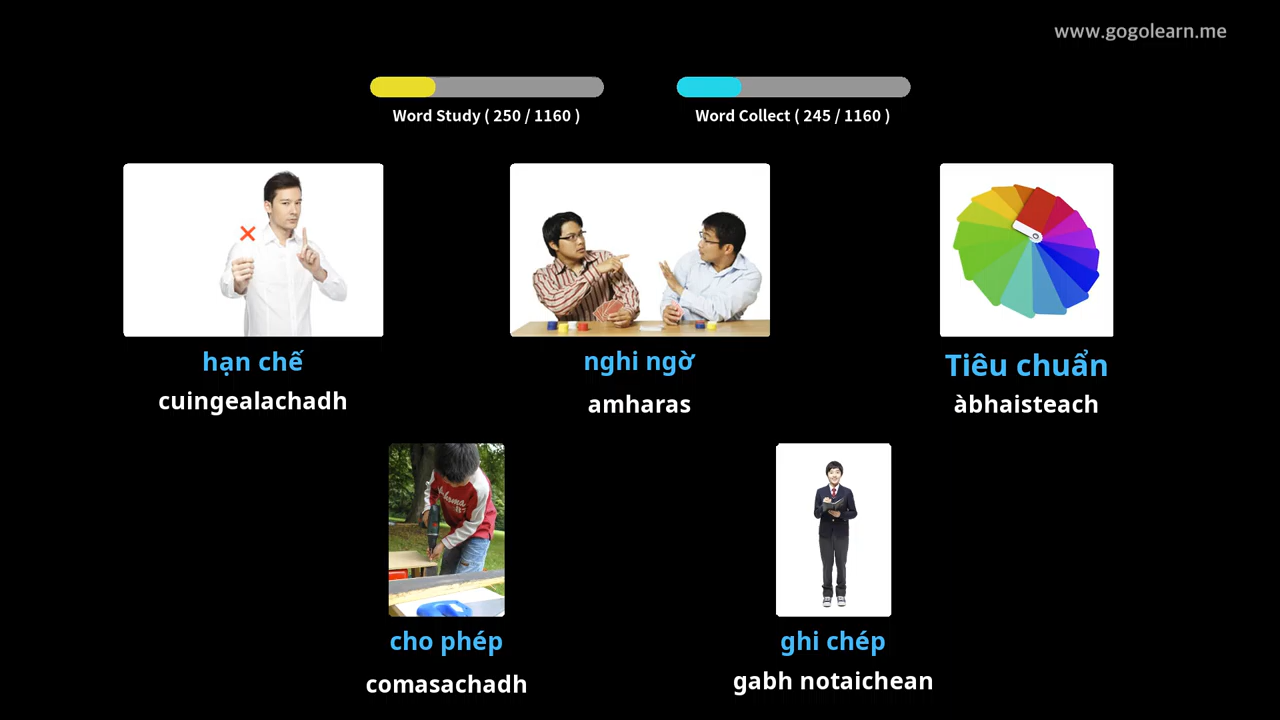 www.gogolearn.me
Word Study ( 250 / 1160 )
Word Collect ( 245 / 1160 )
hạn chế
cuingealachadh
nghi ngờ
amharas
Tiêu chuẩn
àbhaisteach
cho phép
comasachadh
ghi chép
gabh notaichean